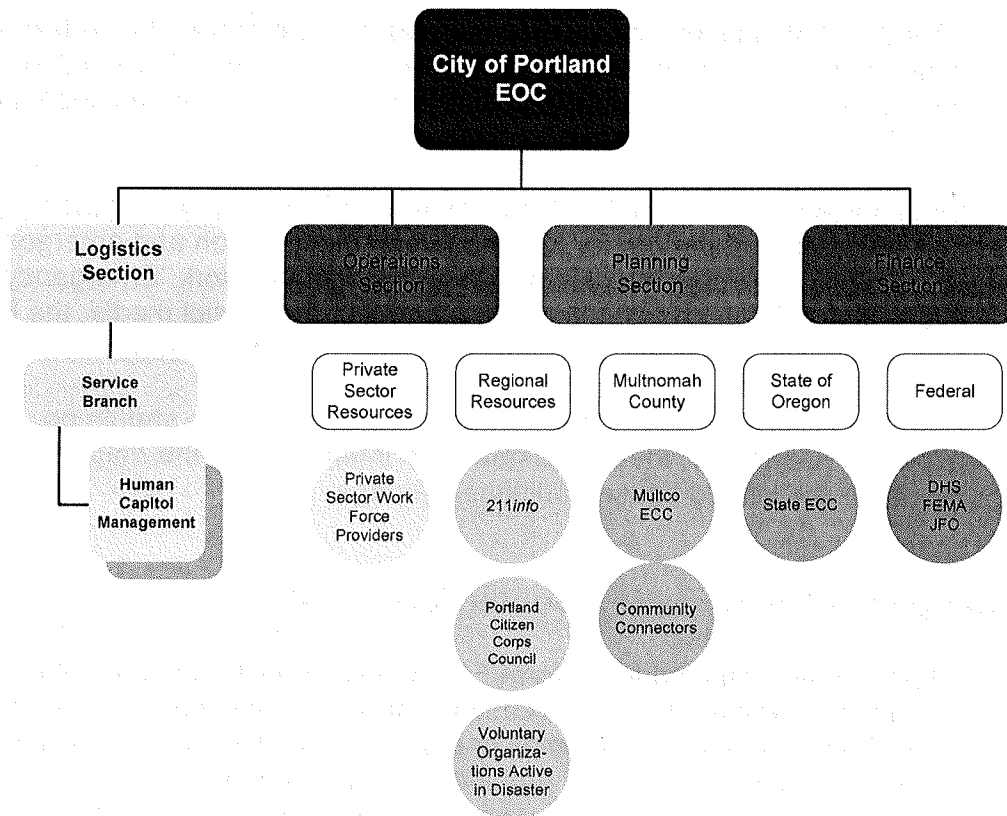 City of Portland
EOC
Logistics
Section
Operations
Section
Planning
Section
Finance
Section
Service
Branch
Human
Capitol
Management
Private
Sector
Resources
Regional
Resources
Multnomah
County
State of
Oregon
Federal
Private
Sector Work
Force
Providers
211info
Multco
ECC
State ECC
DHS
FEMA
JFO
Portland
Citizen
Corps
Council
Community
Connectors
Voluntary
Organiza-
tions Active
in Disaster